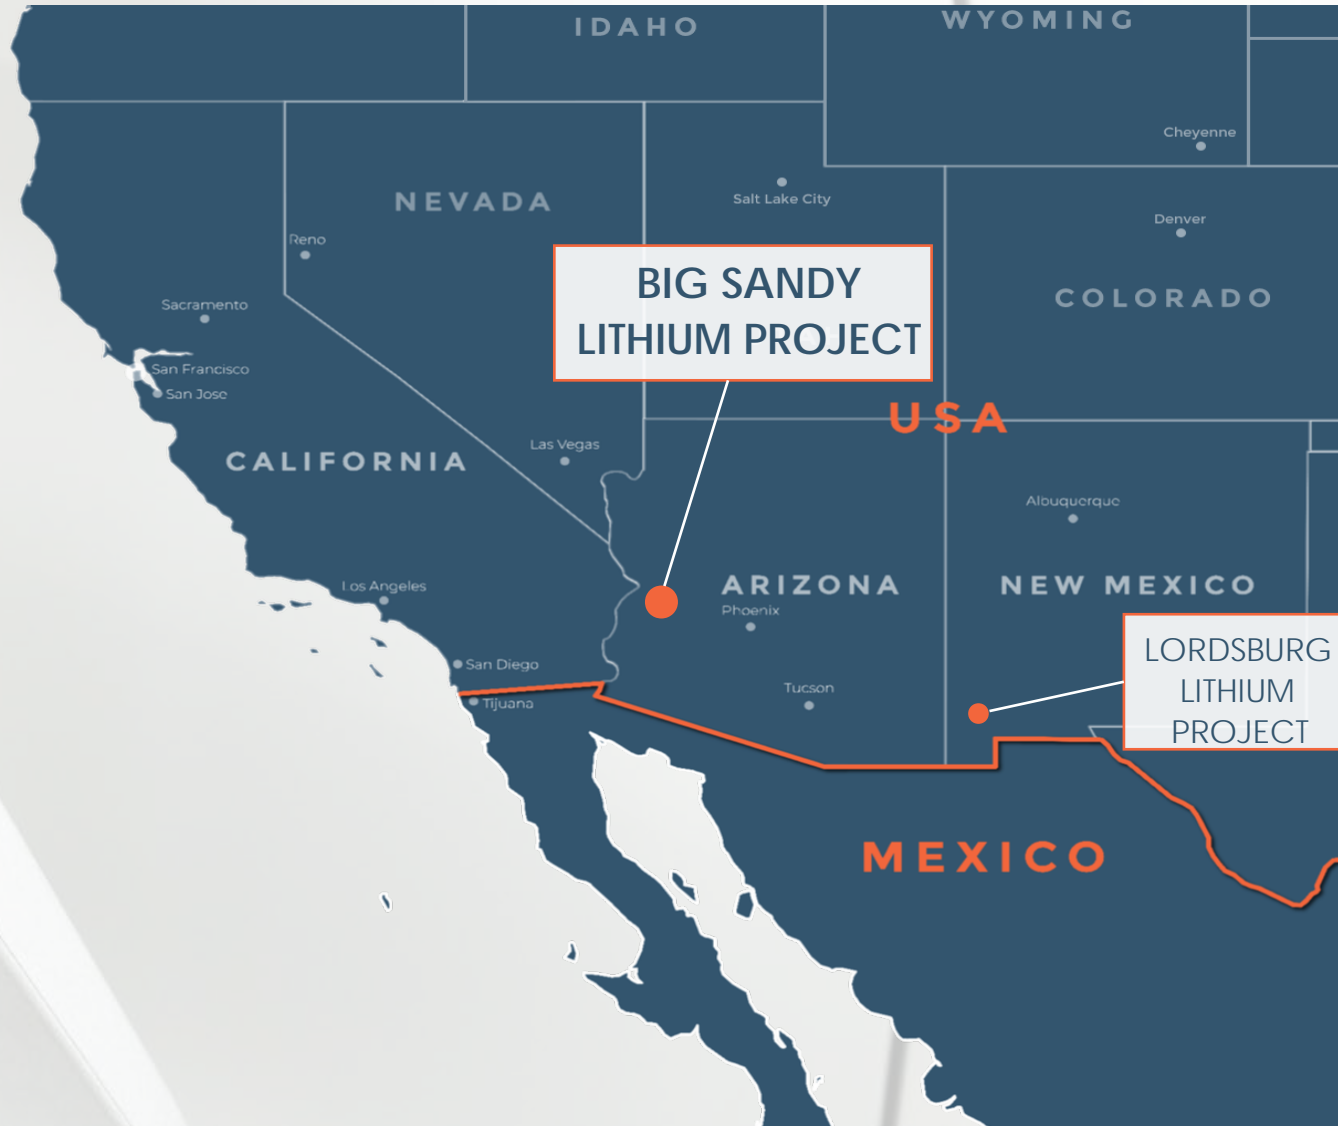 IDAHO
WYOMING
Cheyenne
NEVADA
Salt Lake City
Denver
Reno
BIG SANDY
LITHIUM PROJECT
COLORADO
Sacramento
San Francisco
San Jose
USA
Las Vegas
CALIFORNIA
Albuquerque
Los Angeles
ARIZONA
NEW MEXICO
Phoenix
LORDSBURG
LITHIUM
PROJECT
San Diego
Tucson
Tijuana
MEXICO